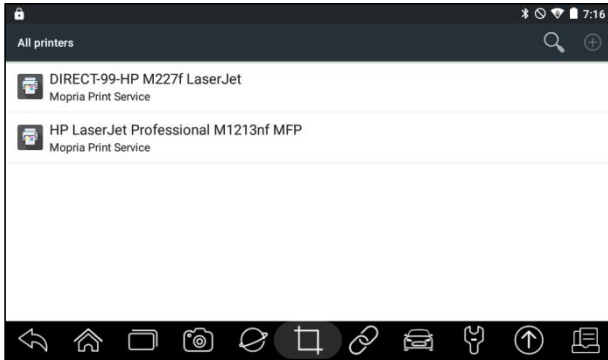 7:16
All printers
DIRECT-99-HP M227f LaserJet
Mopria Print Service
HP LaserJet Professional M1213nf MFP
Mopria Print Service